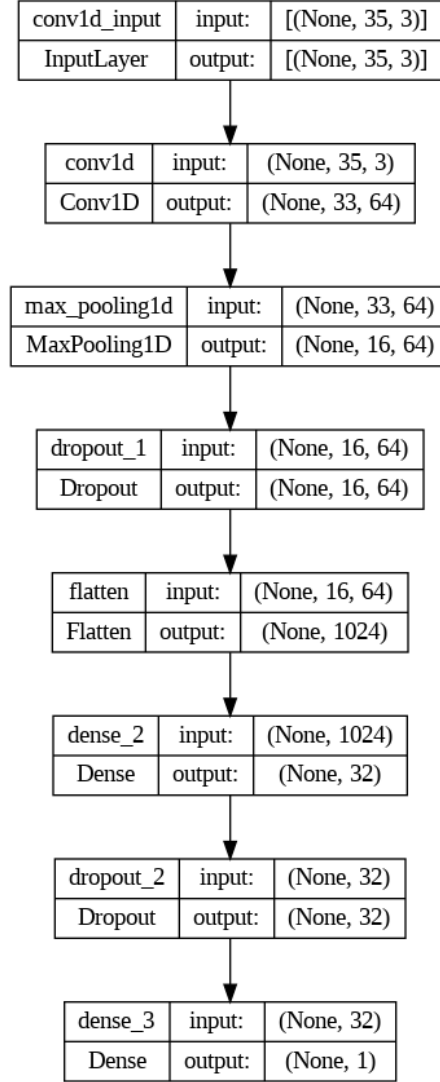 conv1d_input input: [(None, 35, 3)]
InputLayer output: [(None, 35, 3)]
conv1d input: (None, 35, 3)
Conv1D output: (None, 33, 64)
max_pooling1d input: (None, 33, 64)
MaxPooling1D output: (None, 16, 64)
dropout_1 input: (None, 16, 64)
Dropout output: (None, 16, 64)
flatten input: (None, 16, 64)
Flatten output: (None, 1024)
dense_2 input: (None, 1024)
Dense output: (None, 32)
dropout_2 input: (None, 32)
Dropout output: (None, 32)
dense_3 input: (None, 32)
Dense output: (None, 1)